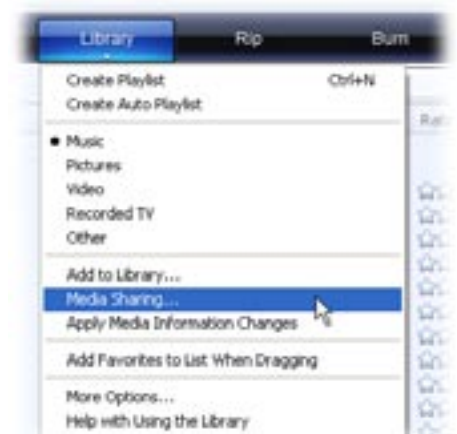 Library Rip Burn
Create Playlist Ctrl+N
Create Auto Playlist
Music
Pictures
Video
Recorded TV
Other
Add to Library...
Media Sharing...
Apply Media Information Changes
Add Favorites to List When Dragging
More Options...
Help with Using the Library